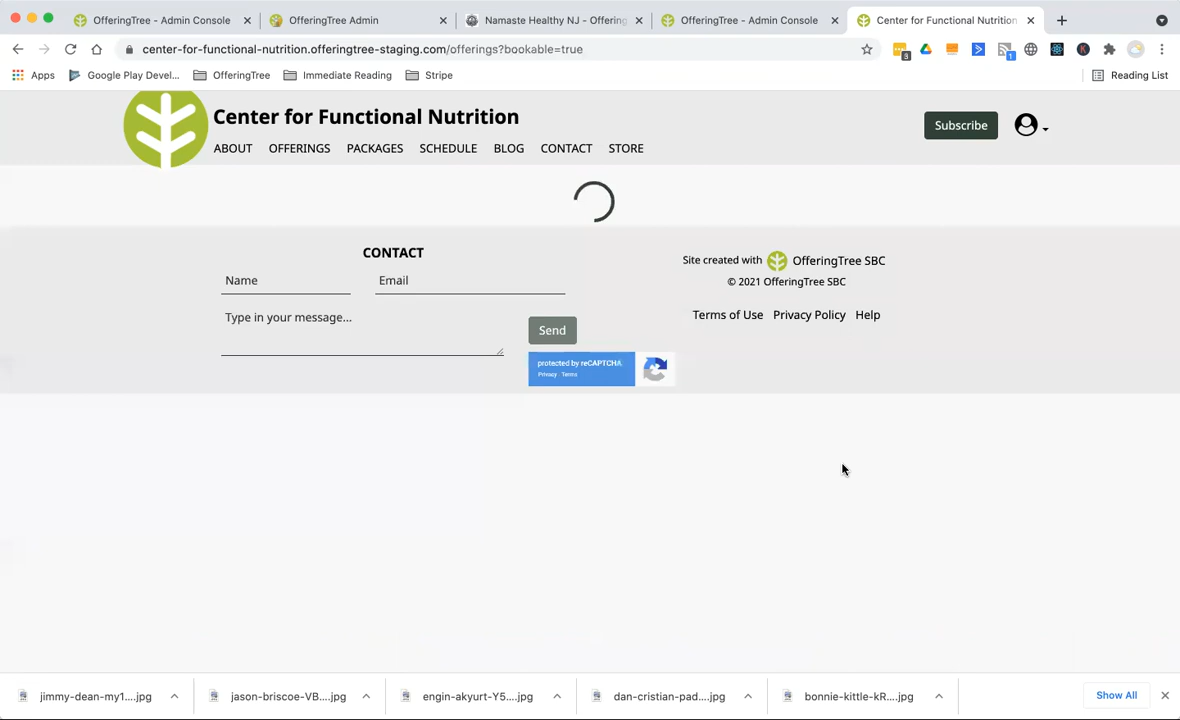 OfferingTree - Admin Console
OfferingTree Admin
Namaste Healthy NJ - Offering
OfferingTree - Admin Console
Center for Functional Nutrition
center-for-functional-nutrition.offeringtree-staging.com/offerings?bookable=true
3
1
K
Apps
Google Play Devel...
OfferingTree
Immediate Reading
Stripe
Reading List
Center for Functional Nutrition
Subscribe
ABOUT OFFERINGS PACKAGES SCHEDULE BLOG CONTACT STORE
CONTACT
Name
Email
Type in your message...
Send
protected by reCAPTCHA
Privacy - Terms
Site created with OfferingTree SBC
© 2021 OfferingTree SBC
Terms of Use Privacy Policy Help
jimmy-dean-my1....jpg
jason-briscoe-VB....jpg
engin-akyurt-Y5....jpg
dan-cristian-pad....jpg
bonnie-kittle-kR....jpg
Show All